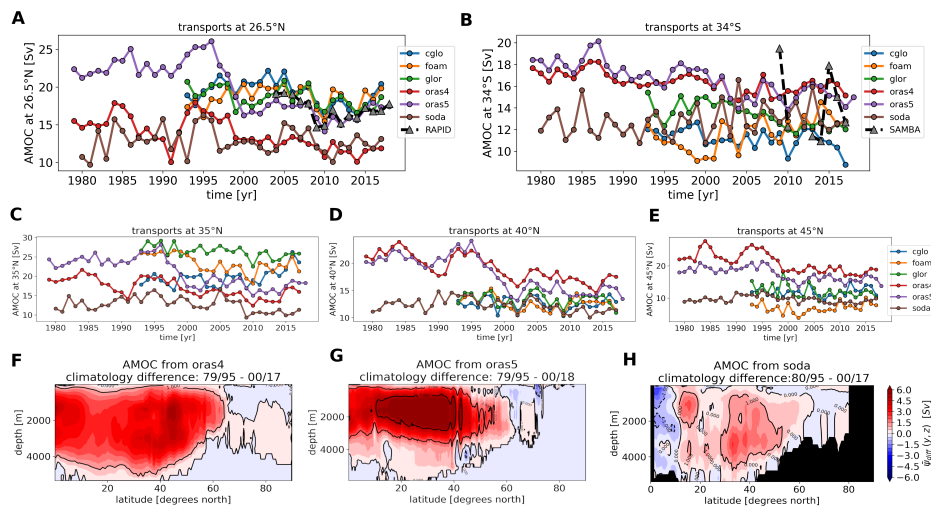 A
B
transports at 26.5°N
transports at 34°S
AMOC at 26.5°N [Sv]
25
20
15
10
1980 1985 1990 1995 2000 2005 2010 2015
time [yr]
cglo
foam
glor
oras4
oras5
soda
RAPID
AMOC at 34°S [Sv]
20
18
16
14
12
10
1980 1985 1990 1995 2000 2005 2010 2015
time [yr]
cglo
foam
glor
oras4
oras5
soda
SAMBA
C
D
E
transports at 35°N
transports at 40°N
transports at 45°N
AMOC at 35°N [Sv]
30
25
20
15
10
1980 1985 1990 1995 2000 2005 2010 2015
time [yr]
AMOC at 40°N [Sv]
20
15
10
1980 1985 1990 1995 2000 2005 2010 2015
time [yr]
AMOC at 45°N [Sv]
20
10
1980 1985 1990 1995 2000 2005 2010 2015
time [yr]
cglo
foam
glor
oras4
oras5
soda
F
G
H
AMOC from oras4
climatology difference: 79/95 - 00/17
AMOC from oras5
climatology difference: 79/95 - 00/18
AMOC from soda
climatology difference:80/95 - 00/17
depth [m]
2000
4000
20 40 60 80
latitude [degrees north]
depth [m]
2000
4000
20 40 60 80
latitude [degrees north]
depth [m]
2000
4000
0 20 40 60 80
latitude [degrees north]
0.000
6.0
4.5
3.0
1.5
0.0
−1.5
−3.0
−4.5
−6.0
ψ̄diff (y, z) [Sv]